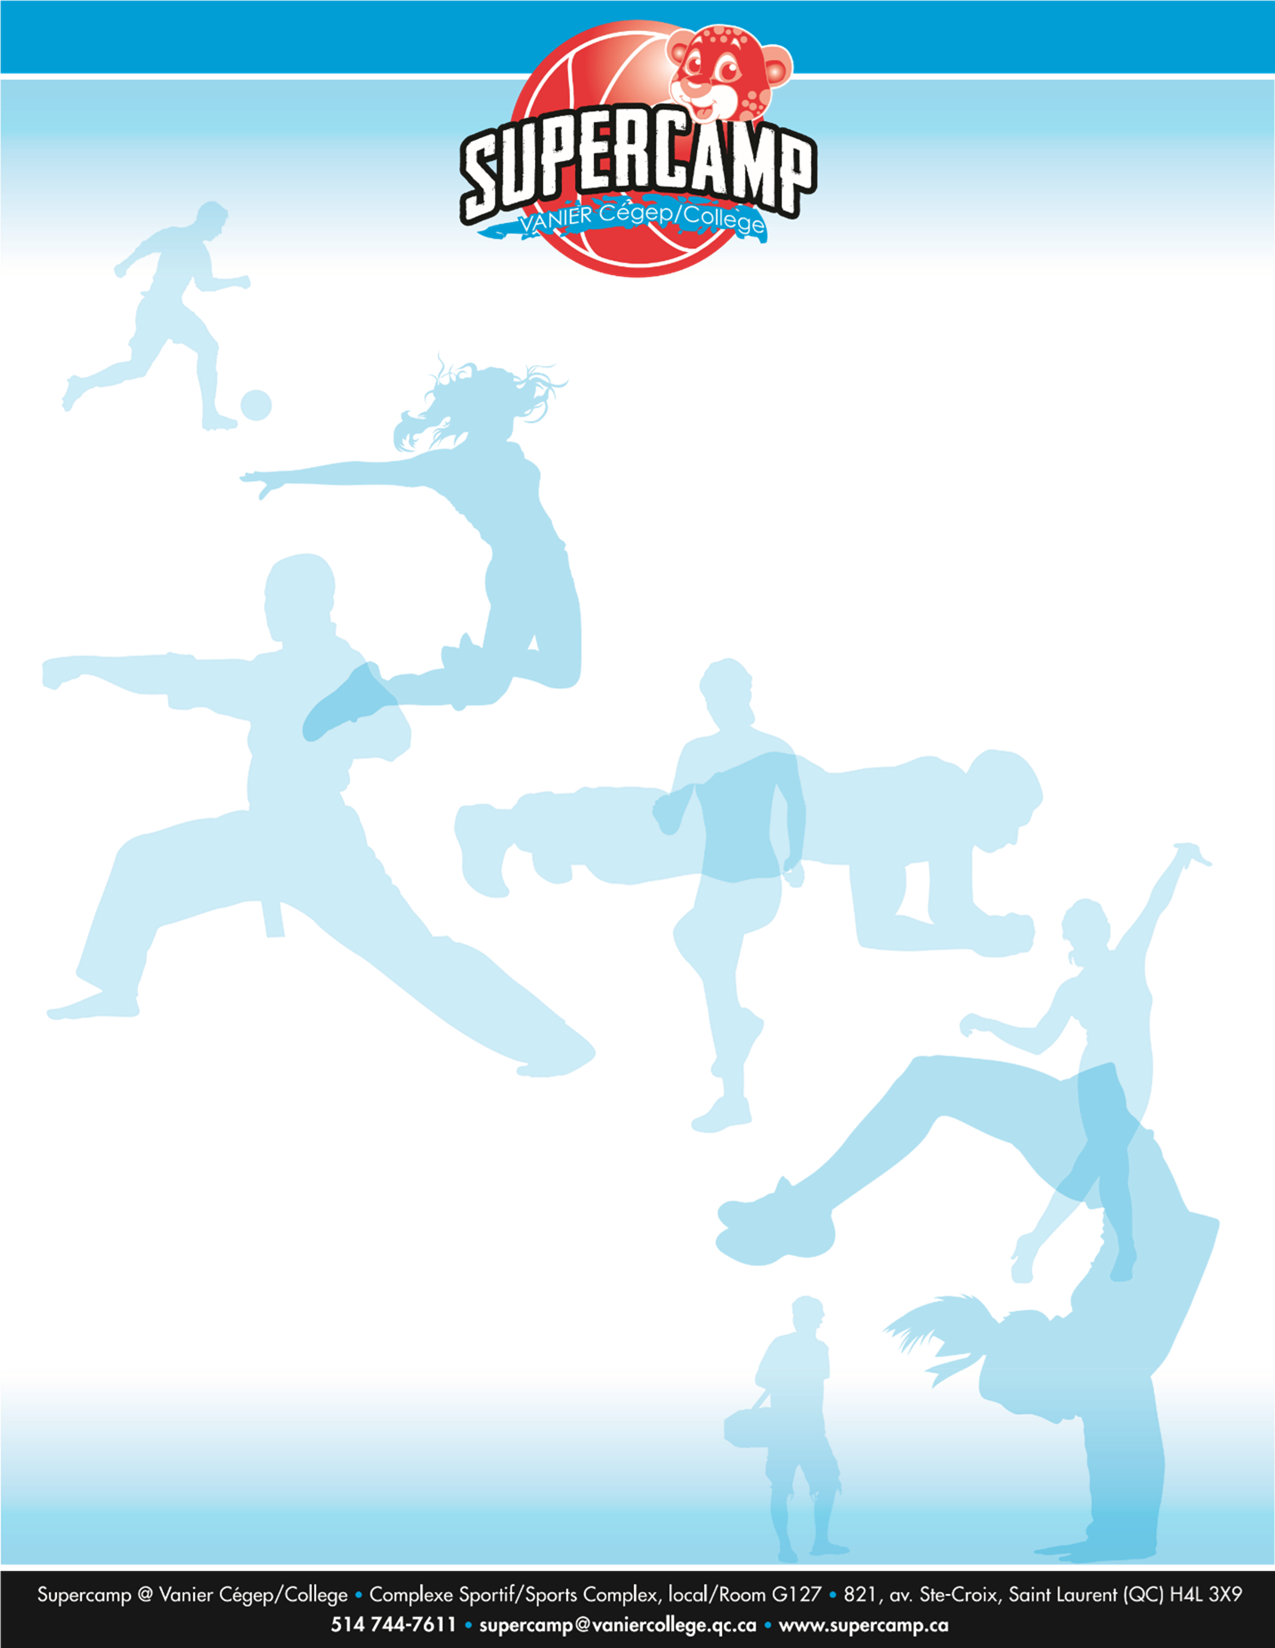 SUPERCAMP
VANIER Cégep/College
Supercamp @ Vanier Cégep/College • Complexe Sportif/Sports Complex, local/Room G127 • 821, av. Ste-Croix, Saint Laurent (QC) H4L 3X9
514 744-7611 • supercamp@vaniercollege.qc.ca • www.supercamp.ca